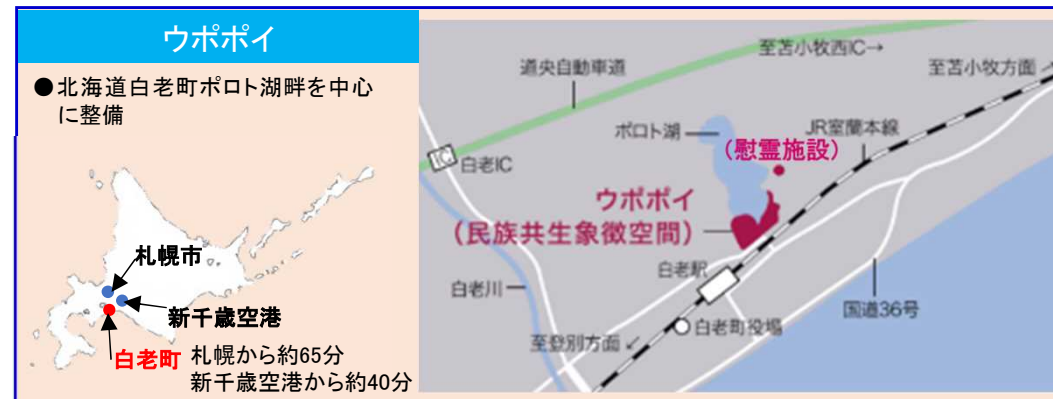 ウポポイ
●北海道白老町ポロト湖畔を中心
に整備
札幌市
新千歳空港
白老町
札幌から約65分
新千歳空港から約40分
至苫小牧西IC→
道央自動車道
至苫小牧方面
ポロト湖
JR室蘭本線
(慰霊施設)
IC
白老IC
ウポポイ
(民族共生象徴空間)
白老駅
白老川
国道36号
白老町役場
至登別方面